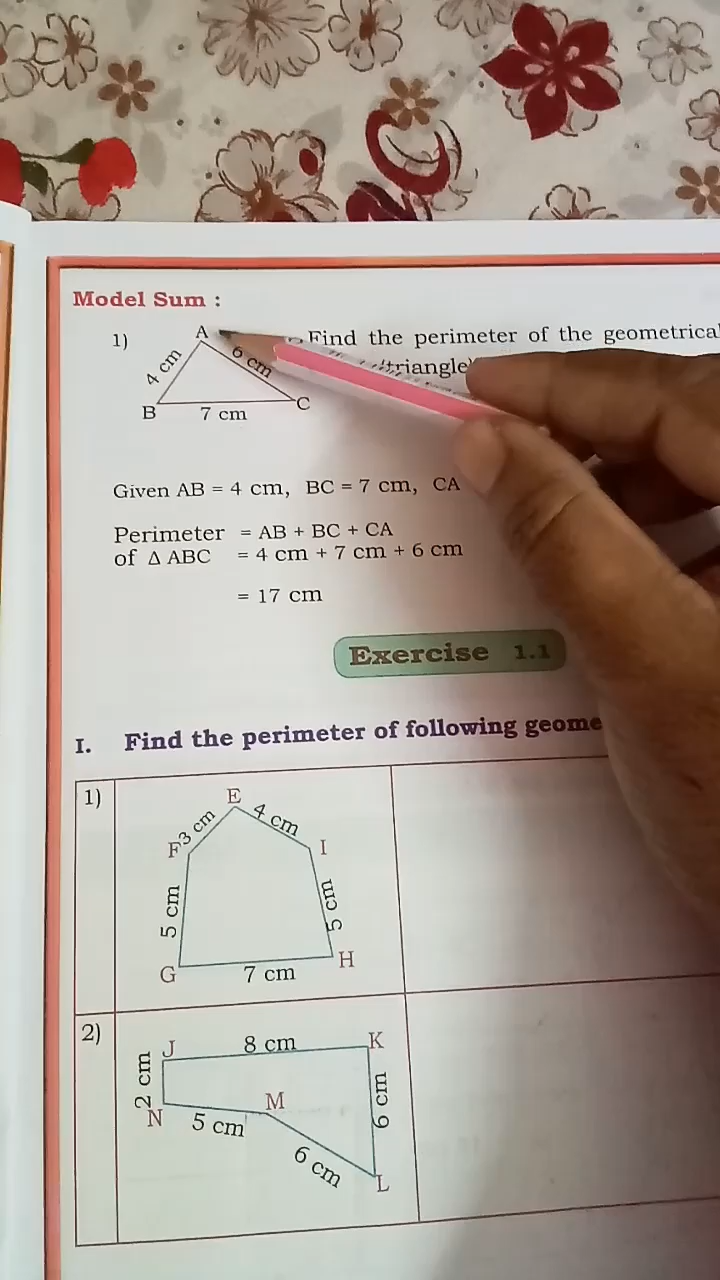 Model Sum :
1)
A
Find the perimeter of the geometrical
4 cm
6 cm
(triangle)
B
7 cm
C
Given AB = 4 cm, BC = 7 cm, CA
Perimeter = AB + BC + CA
of Δ ABC = 4 cm + 7 cm + 6 cm
= 17 cm
Exercise 1.1
I. Find the perimeter of following
1)
E
3 cm
4 cm
F
I
5 cm
5 cm
G
7 cm
H
2)
J
8 cm
K
2 cm
6 cm
N
5 cm
M
6 cm
L